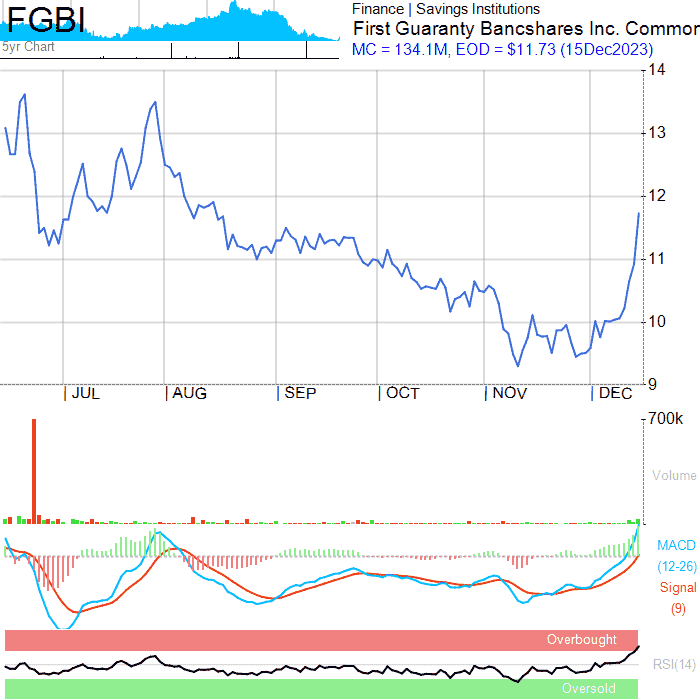 FGBI
5yr Chart
Finance | Savings Institutions
First Guaranty Bancshares Inc. Common
MC = 134.1M, EOD = $11.73 (15Dec2023)
14
13
12
11
10
9
| JUL | AUG | SEP | OCT | NOV | DEC
700k
Volume
MACD
(12-26)
Signal
(9)
Overbought
RSI(14)
Oversold